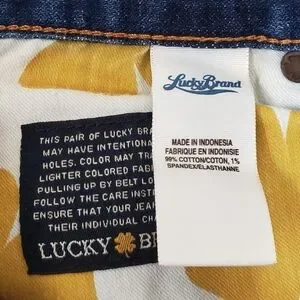 THIS PAIR OF LUCKY BRA
MAY HAVE INTENTIONA
HOLES. COLOR MAY TRA
LIGHTER COLORED FAB
PULLING UP BY BELT LO
FOLLOW THE CARE INST
ENSURE THAT YOUR JEA
THEIR INDIVIDUAL CHA
LUCKY BR
Lucky Brand
MADE IN INDONESIA
FABRIQUE EN INDONISIE
99% COTTON/COTON, 1%
SPANDEX/ELASTHANNE